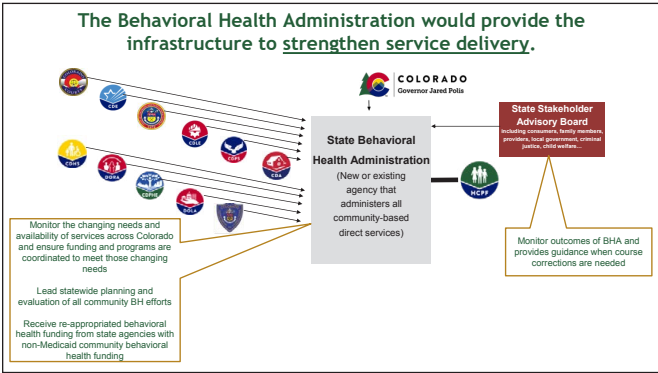 The Behavioral Health Administration would provide the
infrastructure to strengthen service delivery.
COLORADO
Governor Jared Polis
CDE
CDLE
CDPS
CDA
CDHS
DORA
CDPHE
DOLA
State Behavioral
Health Administration
(New or existing
agency that
administers all
community-based
direct services)
HCPF
State Stakeholder
Advisory Board
including consumers, family members,
providers, local government, criminal
justice, child welfare…
Monitor the changing needs and
availability of services across Colorado
and ensure funding and programs are
coordinated to meet those changing
needs
Lead statewide planning and
evaluation of all community BH efforts
Receive re-appropriated behavioral
health funding from state agencies with
non-Medicaid community behavioral
health funding
Monitor outcomes of BHA and
provides guidance when course
corrections are needed